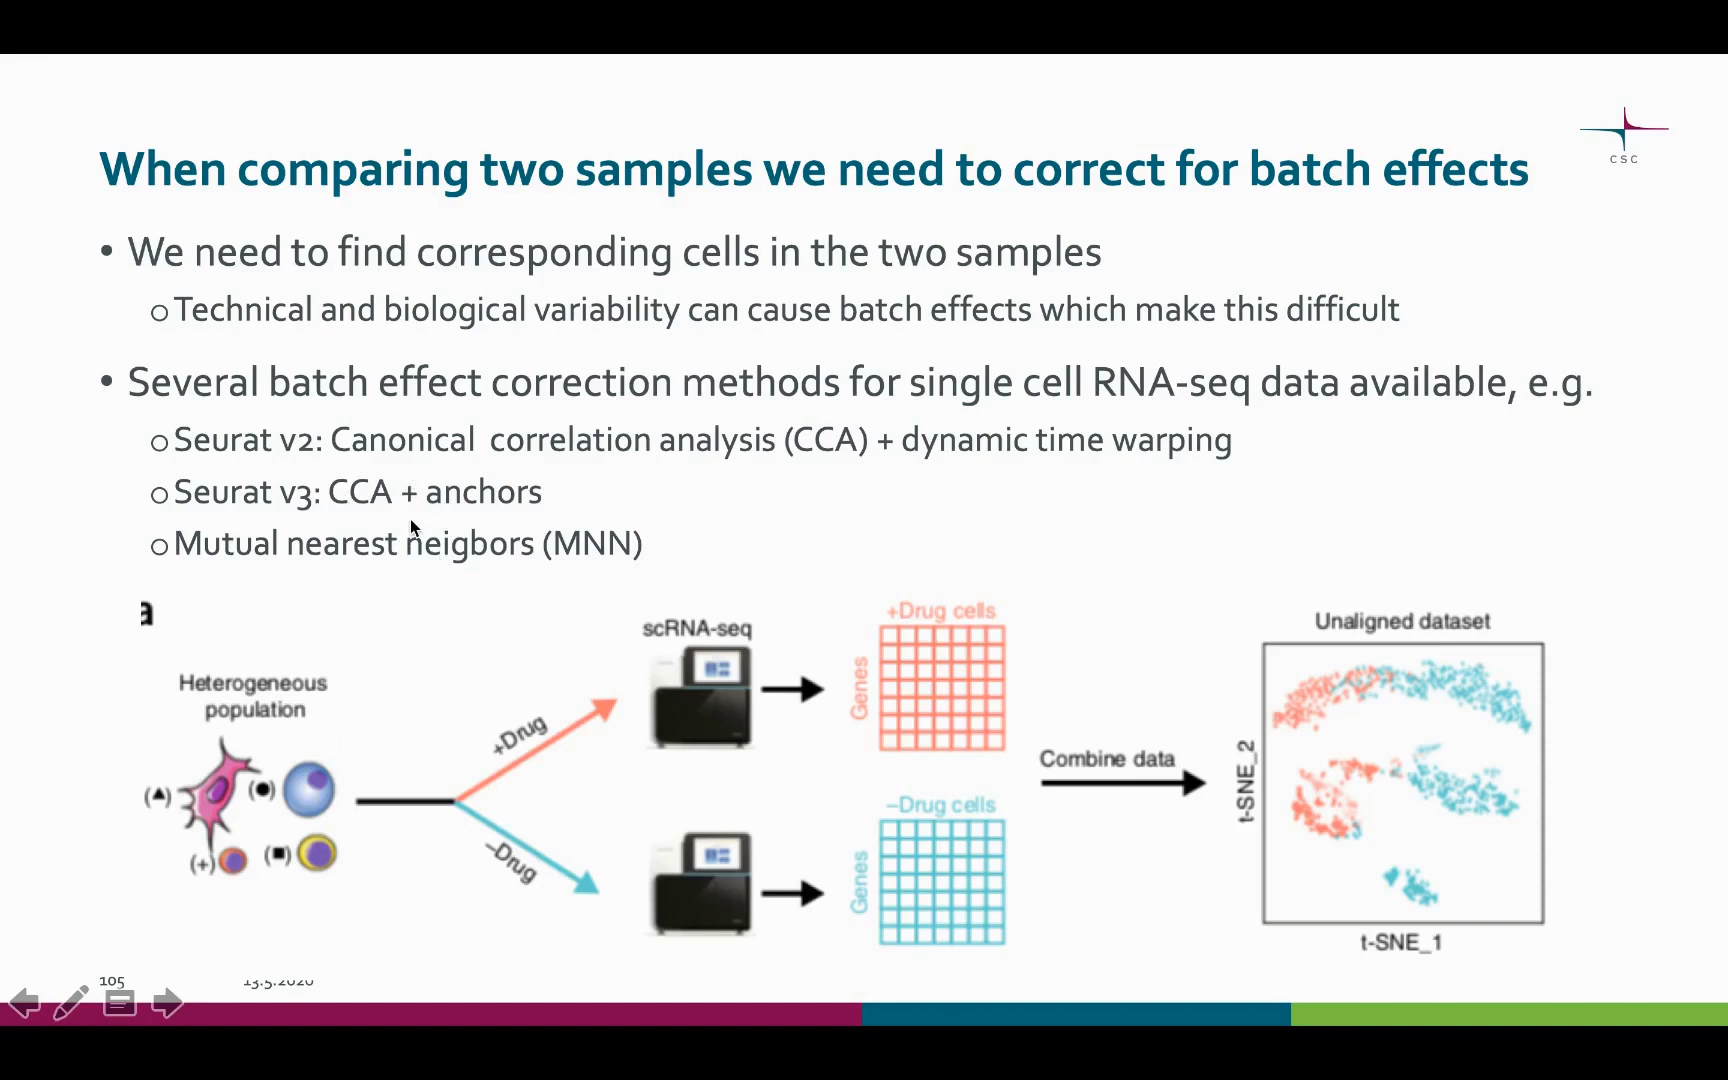 CSC
When comparing two samples we need to correct for batch effects
• We need to find corresponding cells in the two samples
o Technical and biological variability can cause batch effects which make this difficult
• Several batch effect correction methods for single cell RNA-seq data available, e.g.
o Seurat v2: Canonical  correlation analysis (CCA) + dynamic time warping
o Seurat v3: CCA + anchors
o Mutual nearest neigbors (MNN)
a
Heterogeneous
population
(▲)
(●)
(+)
(■)
+Drug
−Drug
scRNA-seq
+Drug cells
Genes
−Drug cells
Genes
Combine data
Unaligned dataset
t-SNE_2
t-SNE_1
105
13.5.2020